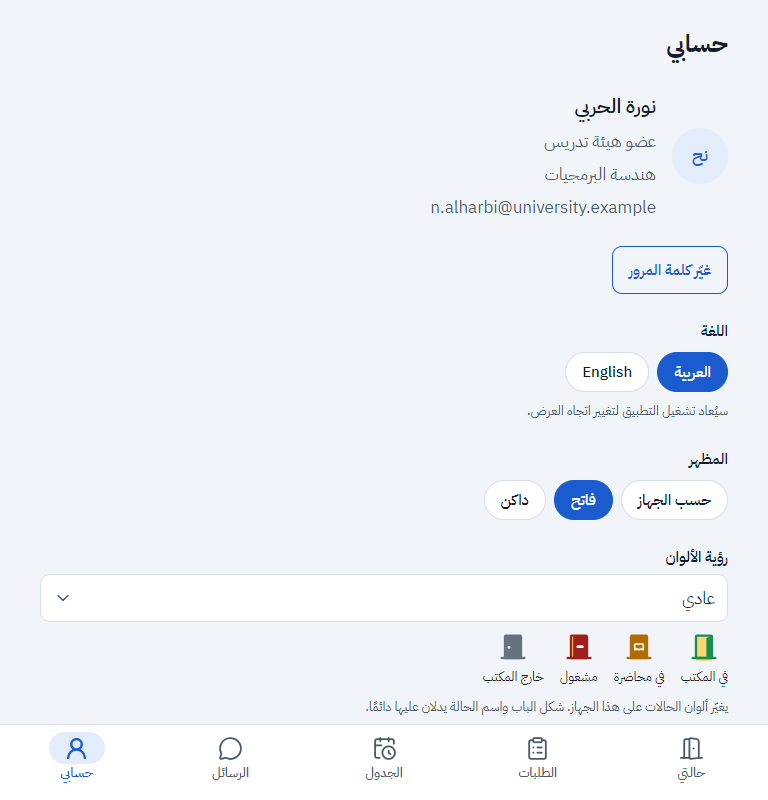 حسابي
نورة الحربي
عضو هيئة تدريس
نح
هندسة البرمجيات
n.alharbi@university.example
غيّر كلمة المرور
اللغة
العربية English
سيُعاد تشغيل التطبيق لتغيير اتجاه العرض.
المظهر
حسب الجهاز فاتح داكن
رؤية الألوان
عادي
في المكتب في محاضرة مشغول خارج المكتب
يغيّر ألوان الحالات على هذا الجهاز. شكل الباب واسم الحالة يدلان عليها دائمًا.
حالتي الطلبات الجدول الرسائل حسابي